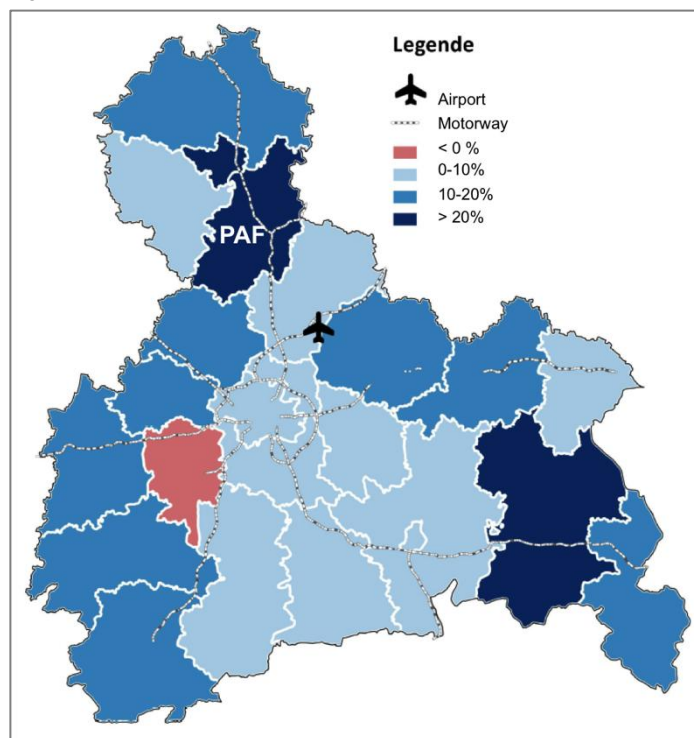 Legende
Airport
Motorway
< 0 %
0-10%
10-20%
> 20%
PAF